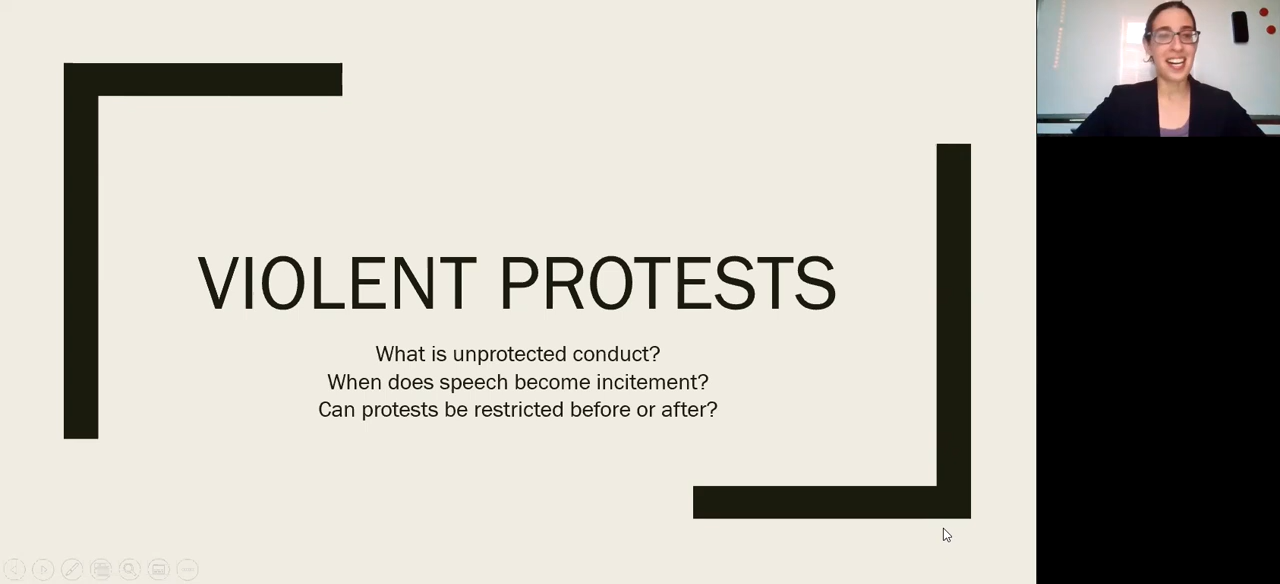 VIOLENT PROTESTS
What is unprotected conduct?
When does speech become incitement?
Can protests be restricted before or after?